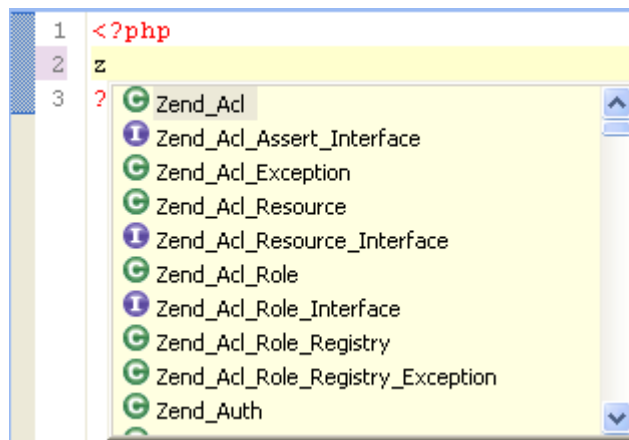 1 <?php
2 z
3 ?
C Zend_Acl
I Zend_Acl_Assert_Interface
C Zend_Acl_Exception
C Zend_Acl_Resource
I Zend_Acl_Resource_Interface
C Zend_Acl_Role
I Zend_Acl_Role_Interface
C Zend_Acl_Role_Registry
C Zend_Acl_Role_Registry_Exception
C Zend_Auth